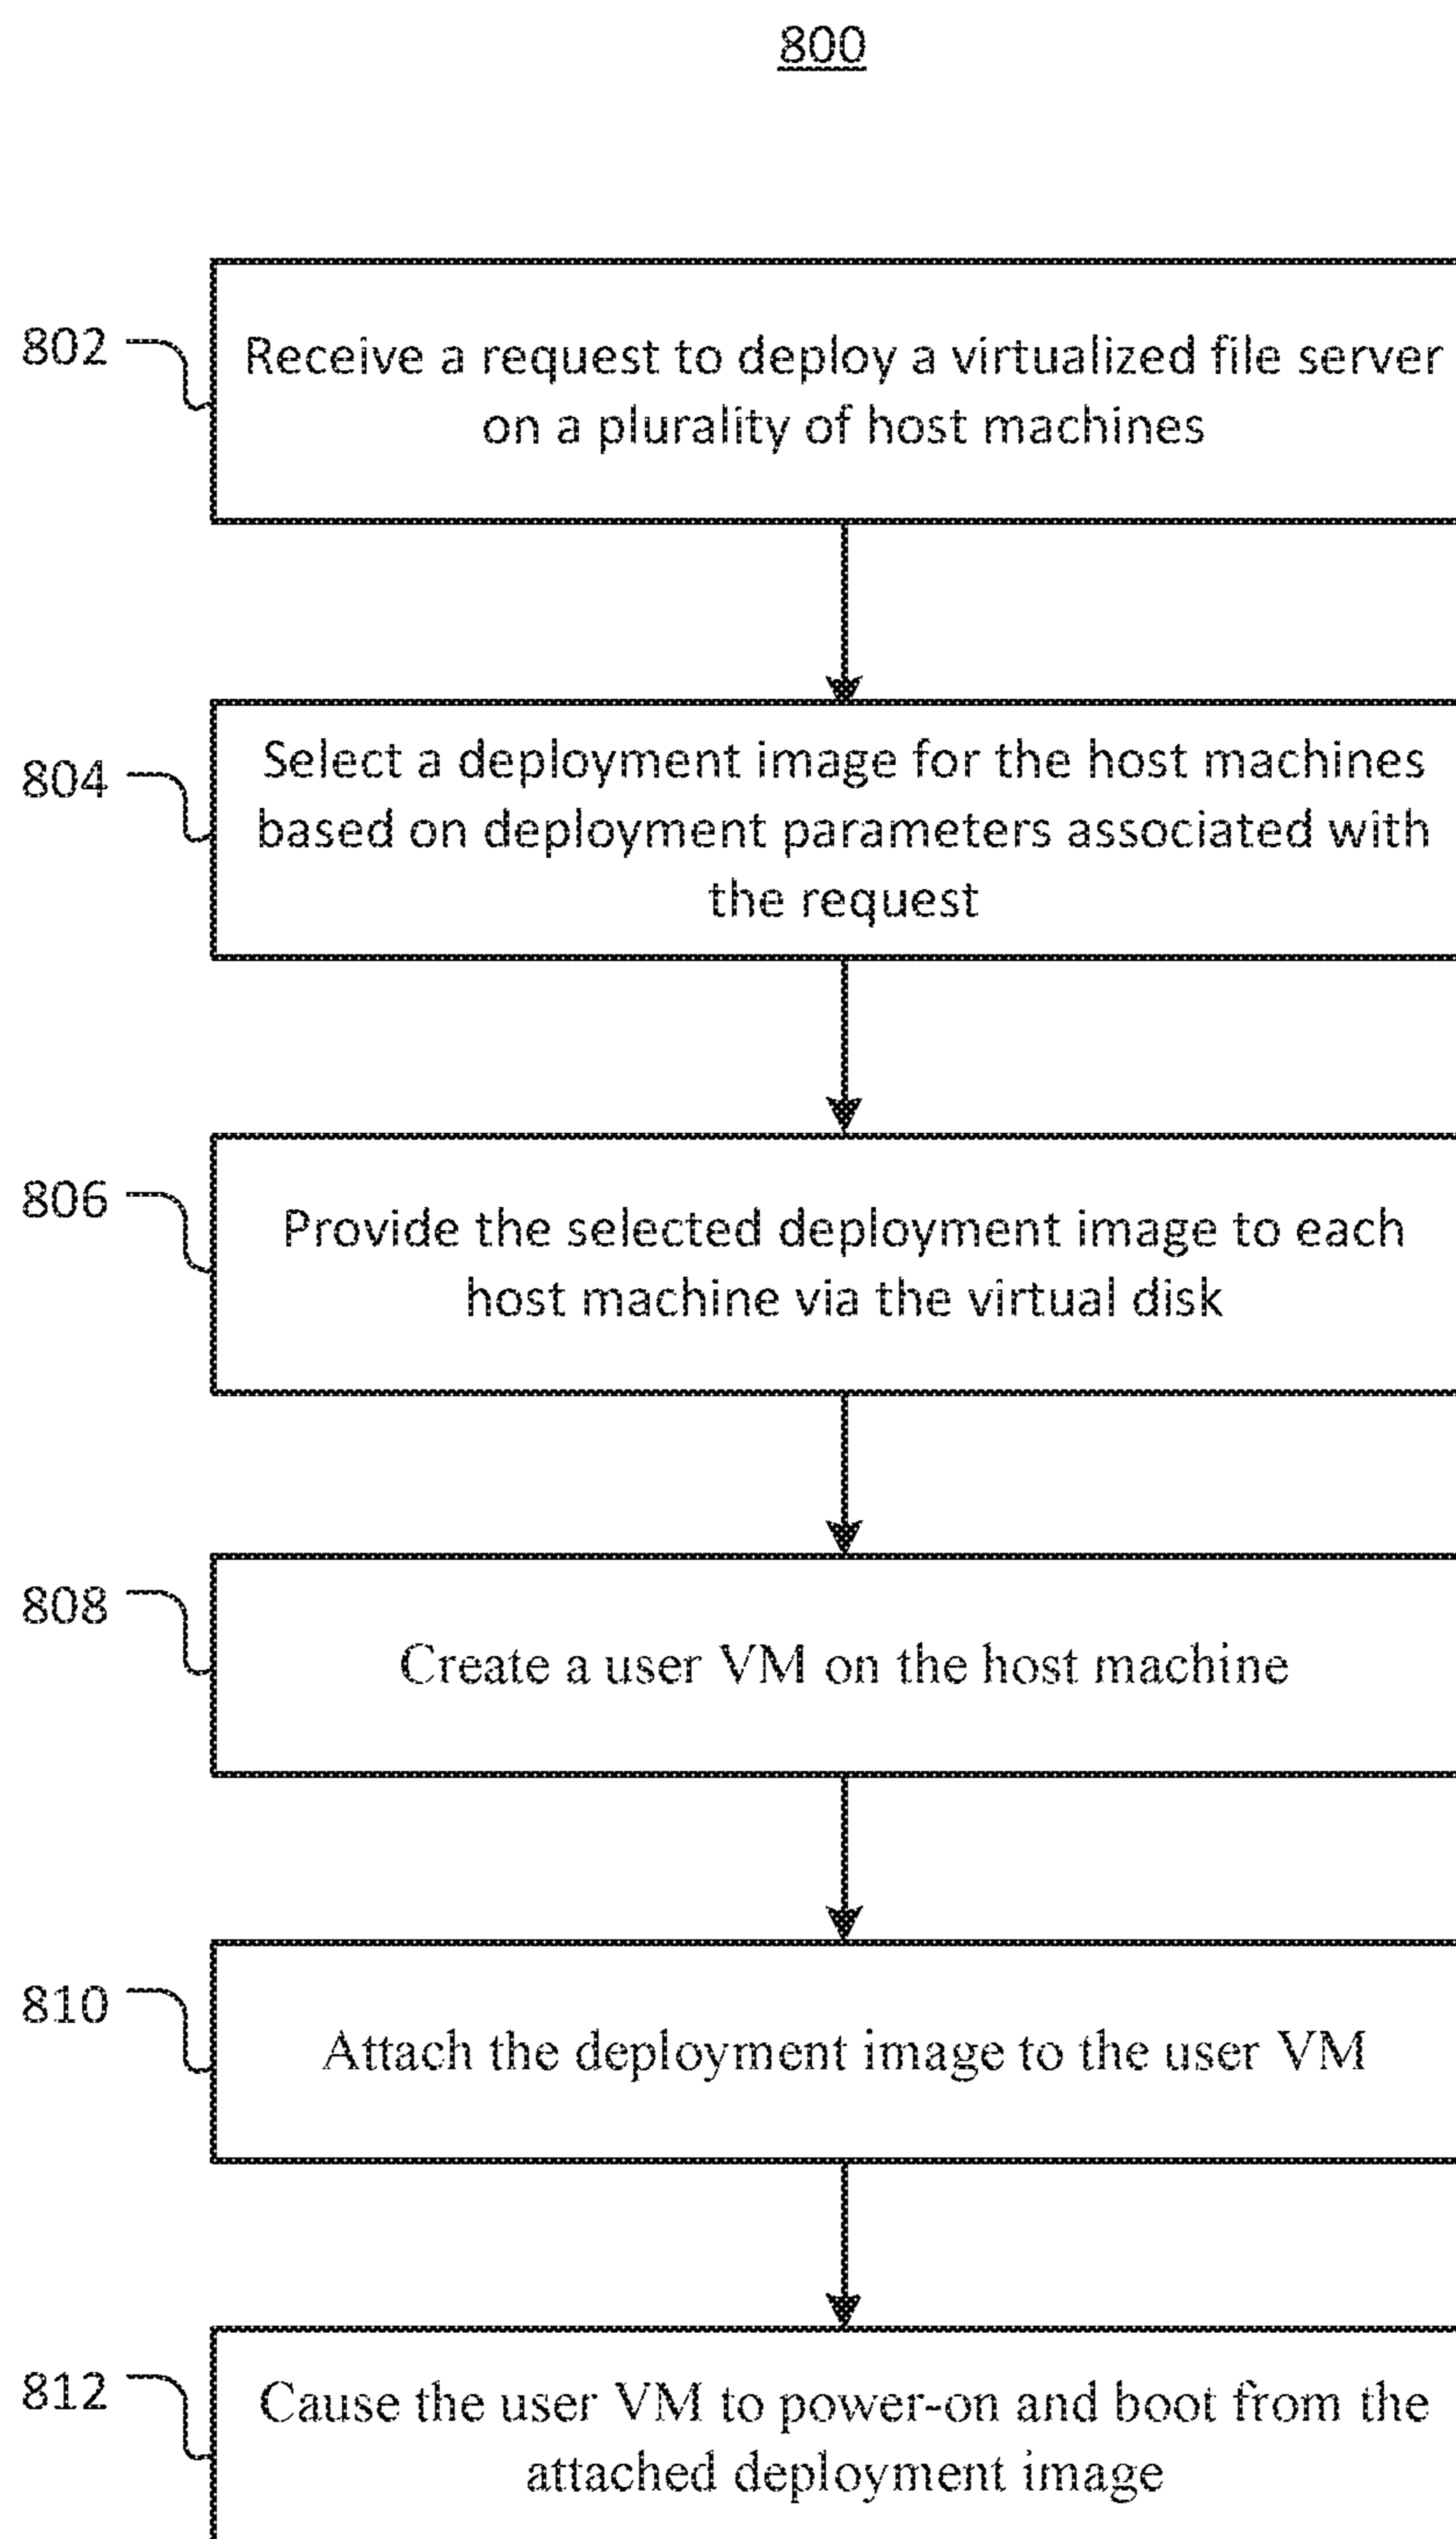 800
802
Receive a request to deploy a virtualized file server
on a plurality of host machines
804
Select a deployment image for the host machines
based on deployment parameters associated with
the request
806
Provide the selected deployment image to each
host machine via the virtual disk
808
Create a user VM on the host machine
810
Attach the deployment image to the user VM
812
Cause the user VM to power-on and boot from the
attached deployment image